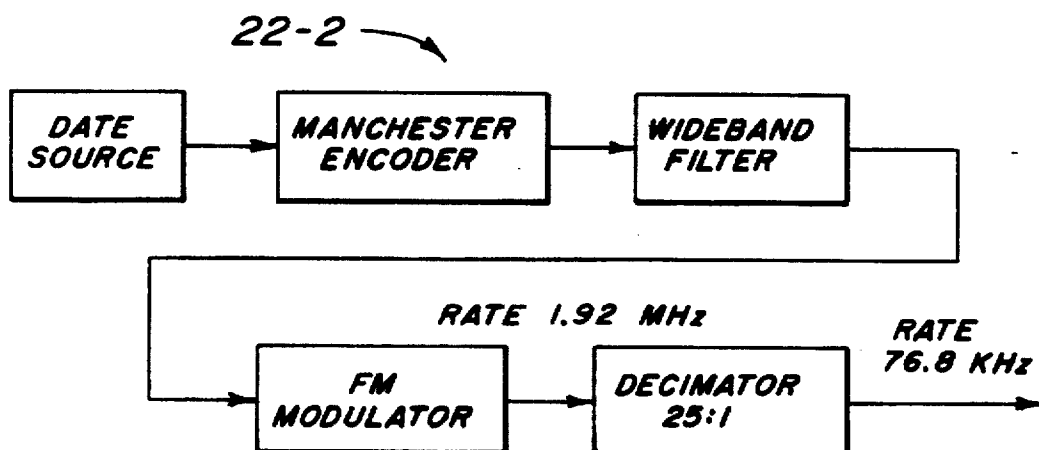 22-2
DATE
SOURCE
MANCHESTER
ENCODER
WIDEBAND
FILTER
RATE 1.92 MHz
RATE
76.8 KHz
FM
MODULATOR
DECIMATOR
25:1